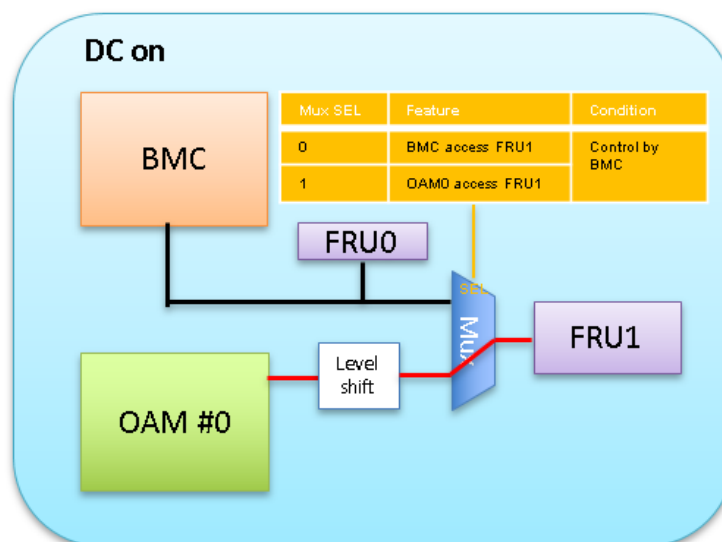 DC on
BMC
Mux SEL Feature Condition
0 BMC access FRU1 Control by
BMC
1 OAM0 access FRU1
FRU0
SEL
Mux
FRU1
Level
shift
OAM #0